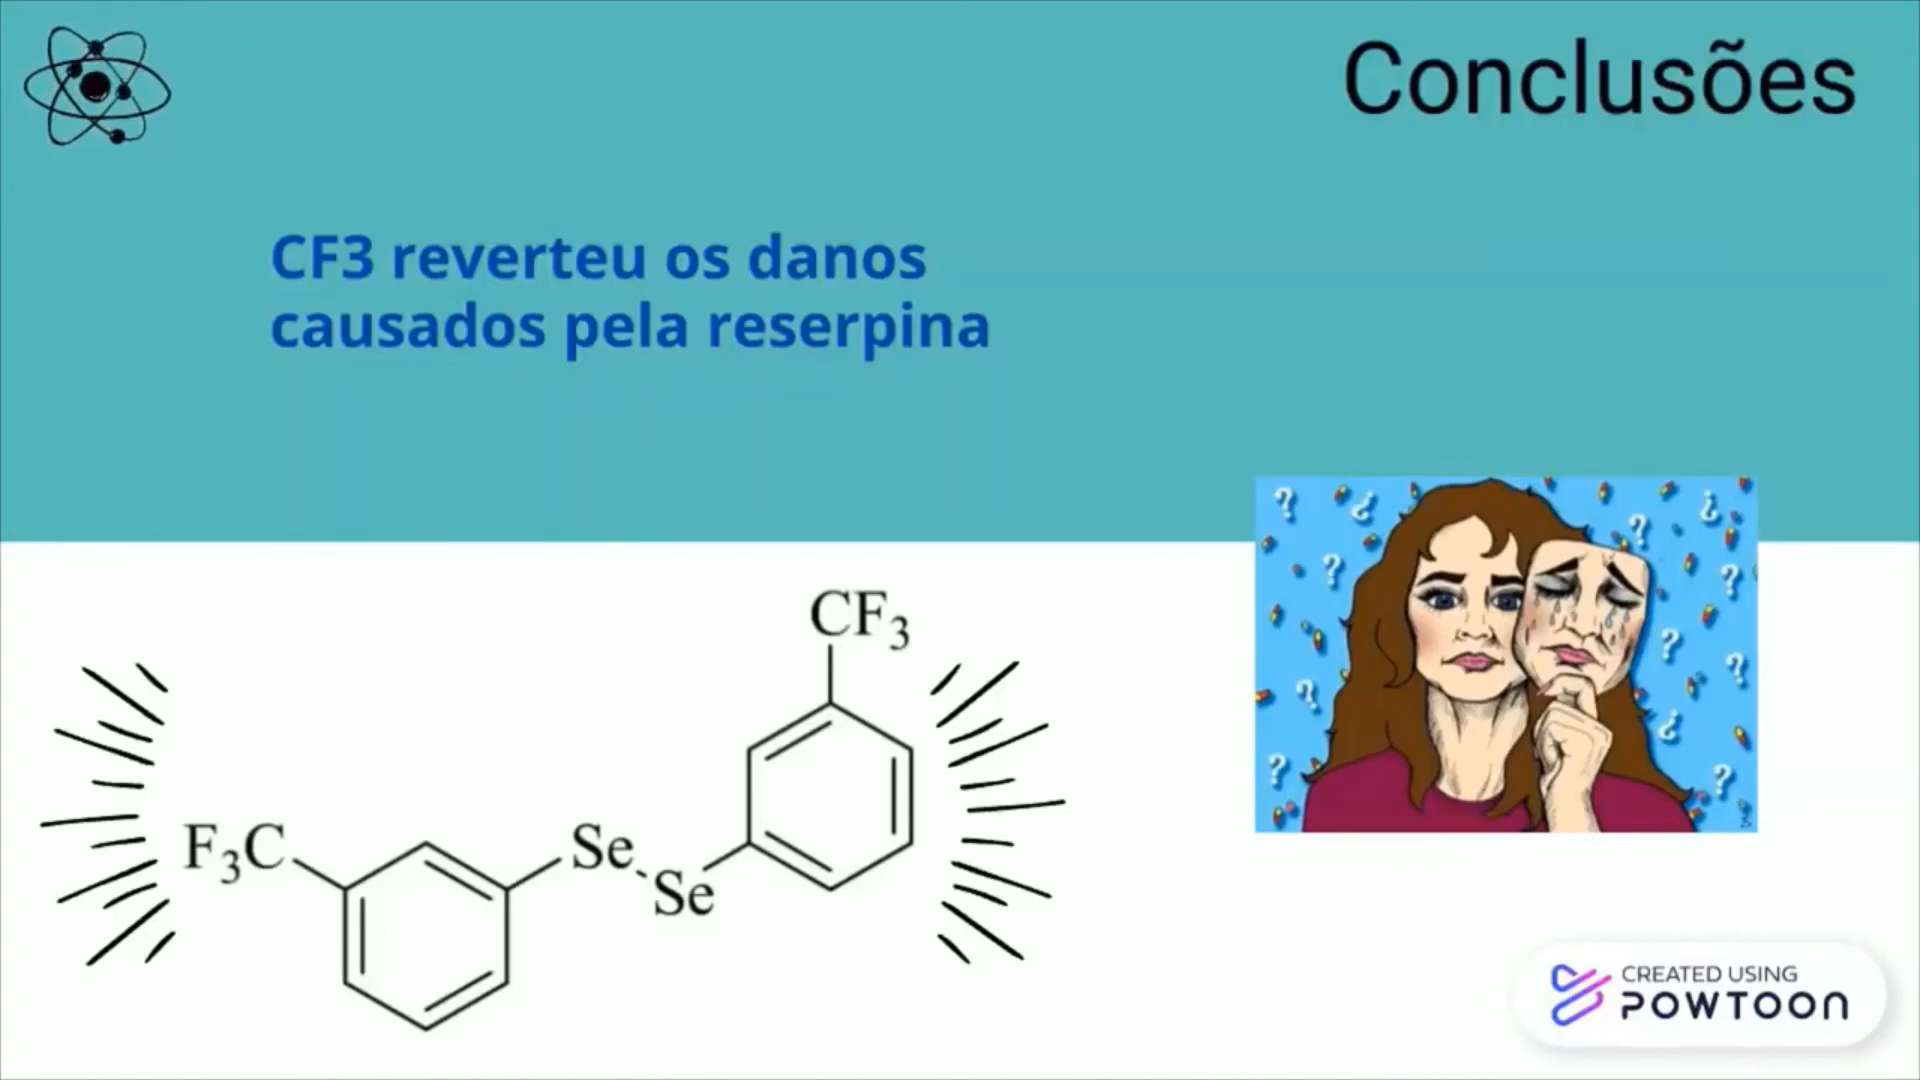 Conclusões
CF3 reverteu os danos
causados pela reserpina
CF3
F3C
Se
Se
CREATED USING
POWTOON